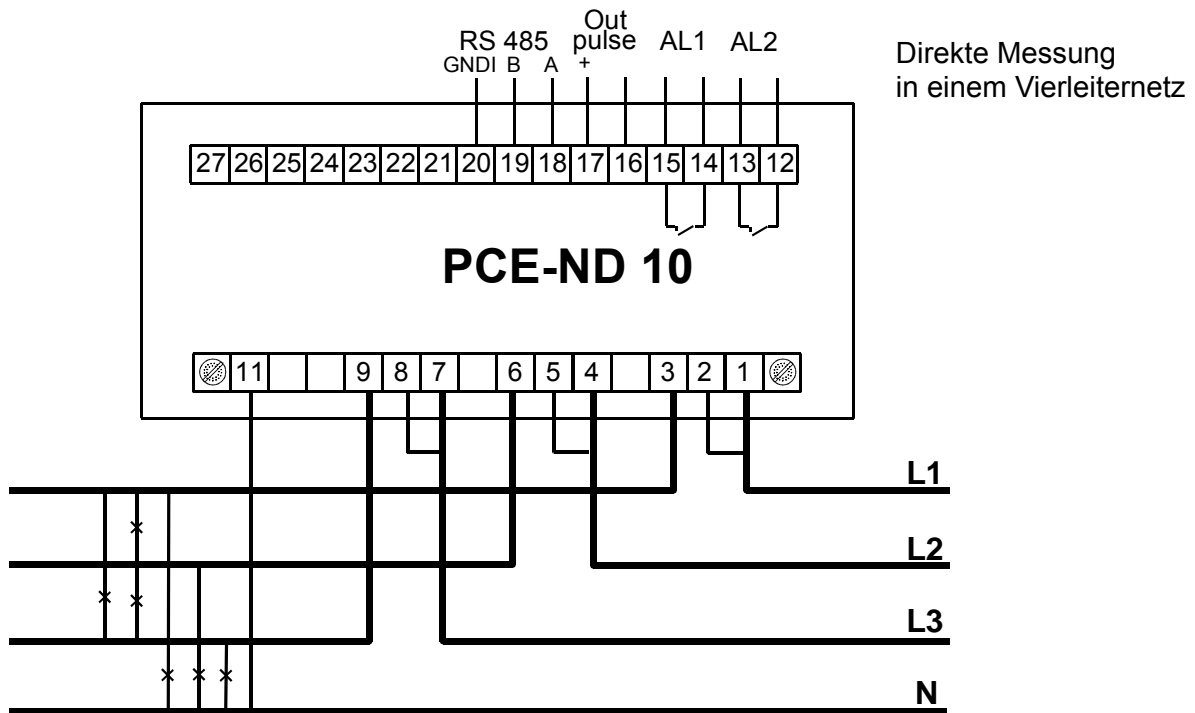 Out
RS 485 pulse AL1 AL2
GNDI B A +
Direkte Messung
in einem Vierleiternetz
27 26 25 24 23 22 21 20 19 18 17 16 15 14 13 12
PCE-ND 10
11 9 8 7 6 5 4 3 2 1
L1
L2
L3
N